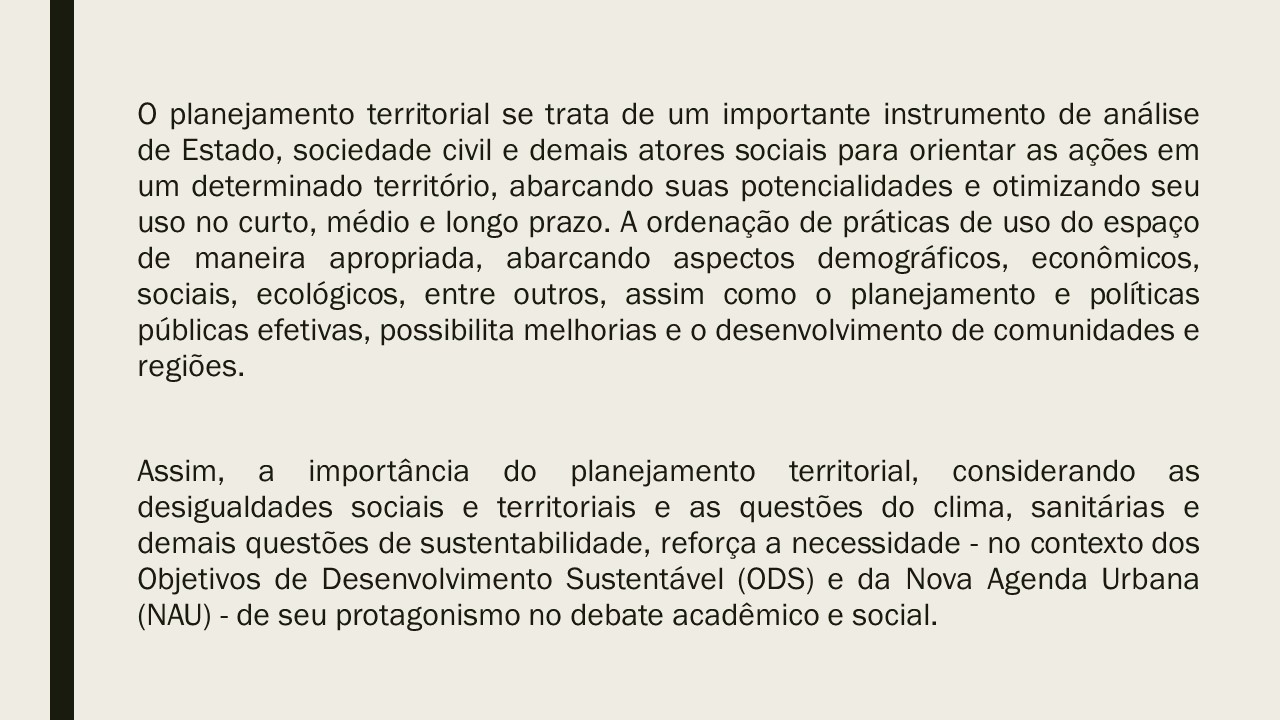 O planejamento territorial se trata de um importante instrumento de análise
de Estado, sociedade civil e demais atores sociais para orientar as ações em
um determinado território, abarcando suas potencialidades e otimizando seu
uso no curto, médio e longo prazo. A ordenação de práticas de uso do espaço
de maneira apropriada, abarcando aspectos demográficos, econômicos,
sociais, ecológicos, entre outros, assim como o planejamento e políticas
públicas efetivas, possibilita melhorias e o desenvolvimento de comunidades e
regiões.
Assim, a importância do planejamento territorial, considerando as
desigualdades sociais e territoriais e as questões do clima, sanitárias e
demais questões de sustentabilidade, reforça a necessidade - no contexto dos
Objetivos de Desenvolvimento Sustentável (ODS) e da Nova Agenda Urbana
(NAU) - de seu protagonismo no debate acadêmico e social.